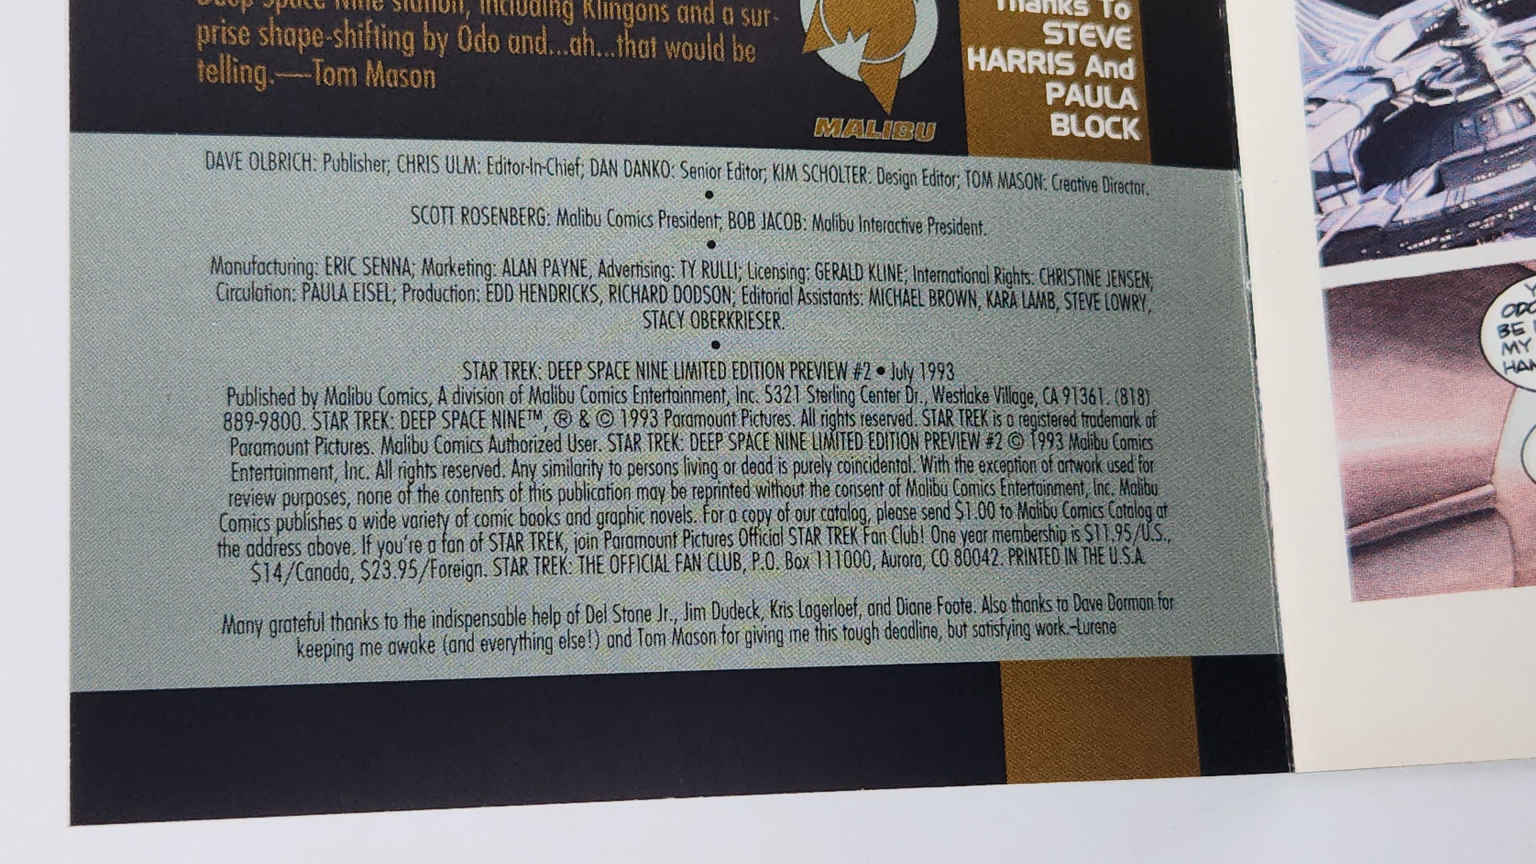 Deep Space Nine station, including Klingons and a sur-
prise shape-shifting by Odo and...ah...that would be
telling.—Tom Mason
MALIBU
Thanks To
STEVE
HARRIS And
PAULA
BLOCK
DAVE OLBRICH: Publisher; CHRIS ULM: Editor-In-Chief; DAN DANKO: Senior Editor; KIM SCHOLTER: Design Editor; TOM MASON: Creative Director.
•
SCOTT ROSENBERG: Malibu Comics President; BOB JACOB: Malibu Interactive President.
•
Manufacturing: ERIC SENNA; Marketing: ALAN PAYNE, Advertising: TY RULLI; Licensing: GERALD KLINE; International Rights: CHRISTINE JENSEN;
Circulation: PAULA EISEL; Production: EDD HENDRICKS, RICHARD DODSON; Editorial Assistants: MICHAEL BROWN, KARA LAMB, STEVE LOWRY,
STACY OBERKRIESER.
•
STAR TREK: DEEP SPACE NINE LIMITED EDITION PREVIEW #2 • July 1993
Published by Malibu Comics, A division of Malibu Comics Entertainment, Inc. 5321 Sterling Center Dr., Westlake Village, CA 91361. (818)
889-9800. STAR TREK: DEEP SPACE NINE™, ® & © 1993 Paramount Pictures. All rights reserved. STAR TREK is a registered trademark of
Paramount Pictures. Malibu Comics Authorized User. STAR TREK: DEEP SPACE NINE LIMITED EDITION PREVIEW #2 © 1993 Malibu Comics
Entertainment, Inc. All rights reserved. Any similarity to persons living or dead is purely coincidental. With the exception of artwork used for
review purposes, none of the contents of this publication may be reprinted without the consent of Malibu Comics Entertainment, Inc. Malibu
Comics publishes a wide variety of comic books and graphic novels. For a copy of our catalog, please send $1.00 to Malibu Comics Catalog at
the address above. If you're a fan of STAR TREK, join Paramount Pictures Official STAR TREK Fan Club! One year membership is $11.95/U.S.,
$14/Canada, $23.95/Foreign. STAR TREK: THE OFFICIAL FAN CLUB, P.O. Box 111000, Aurora, CO 80042. PRINTED IN THE U.S.A.
Many grateful thanks to the indispensable help of Del Stone Jr., Jim Dudeck, Kris Lagerloef, and Diane Foote. Also thanks to Dave Dorman for
keeping me awake (and everything else!) and Tom Mason for giving me this tough deadline, but satisfying work.–Lurene
BE
MY